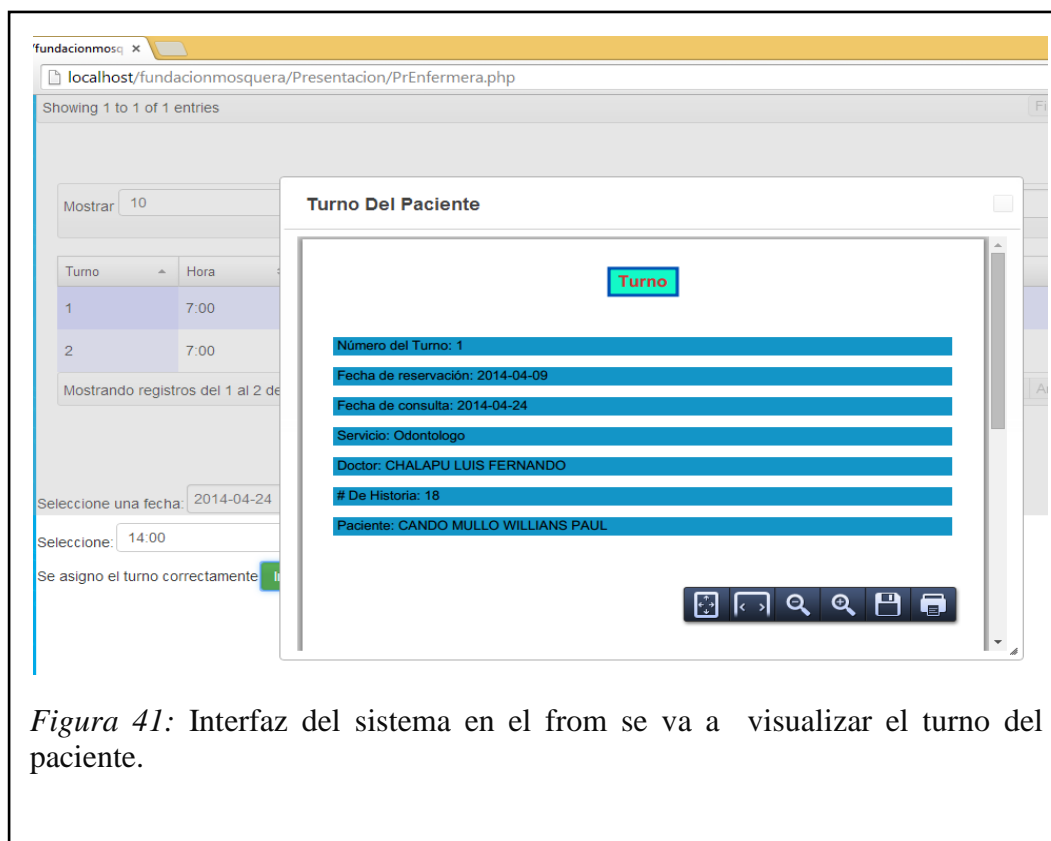 'fundacionmosq ×
localhost/fundacionmosquera/Presentacion/PrEnfermera.php
Showing 1 to 1 of 1 entries
Mostrar 10
Turno Hora
1 7:00
2 7:00
Mostrando registros del 1 al 2 de
Seleccione una fecha: 2014-04-24
Seleccione: 14:00
Se asigno el turno correctamente
Turno Del Paciente
Turno
Número del Turno: 1
Fecha de reservación: 2014-04-09
Fecha de consulta: 2014-04-24
Servicio: Odontologo
Doctor: CHALAPU LUIS FERNANDO
# De Historia: 18
Paciente: CANDO MULLO WILLIANS PAUL
Figura 41: Interfaz del sistema en el from se va a visualizar el turno del
paciente.